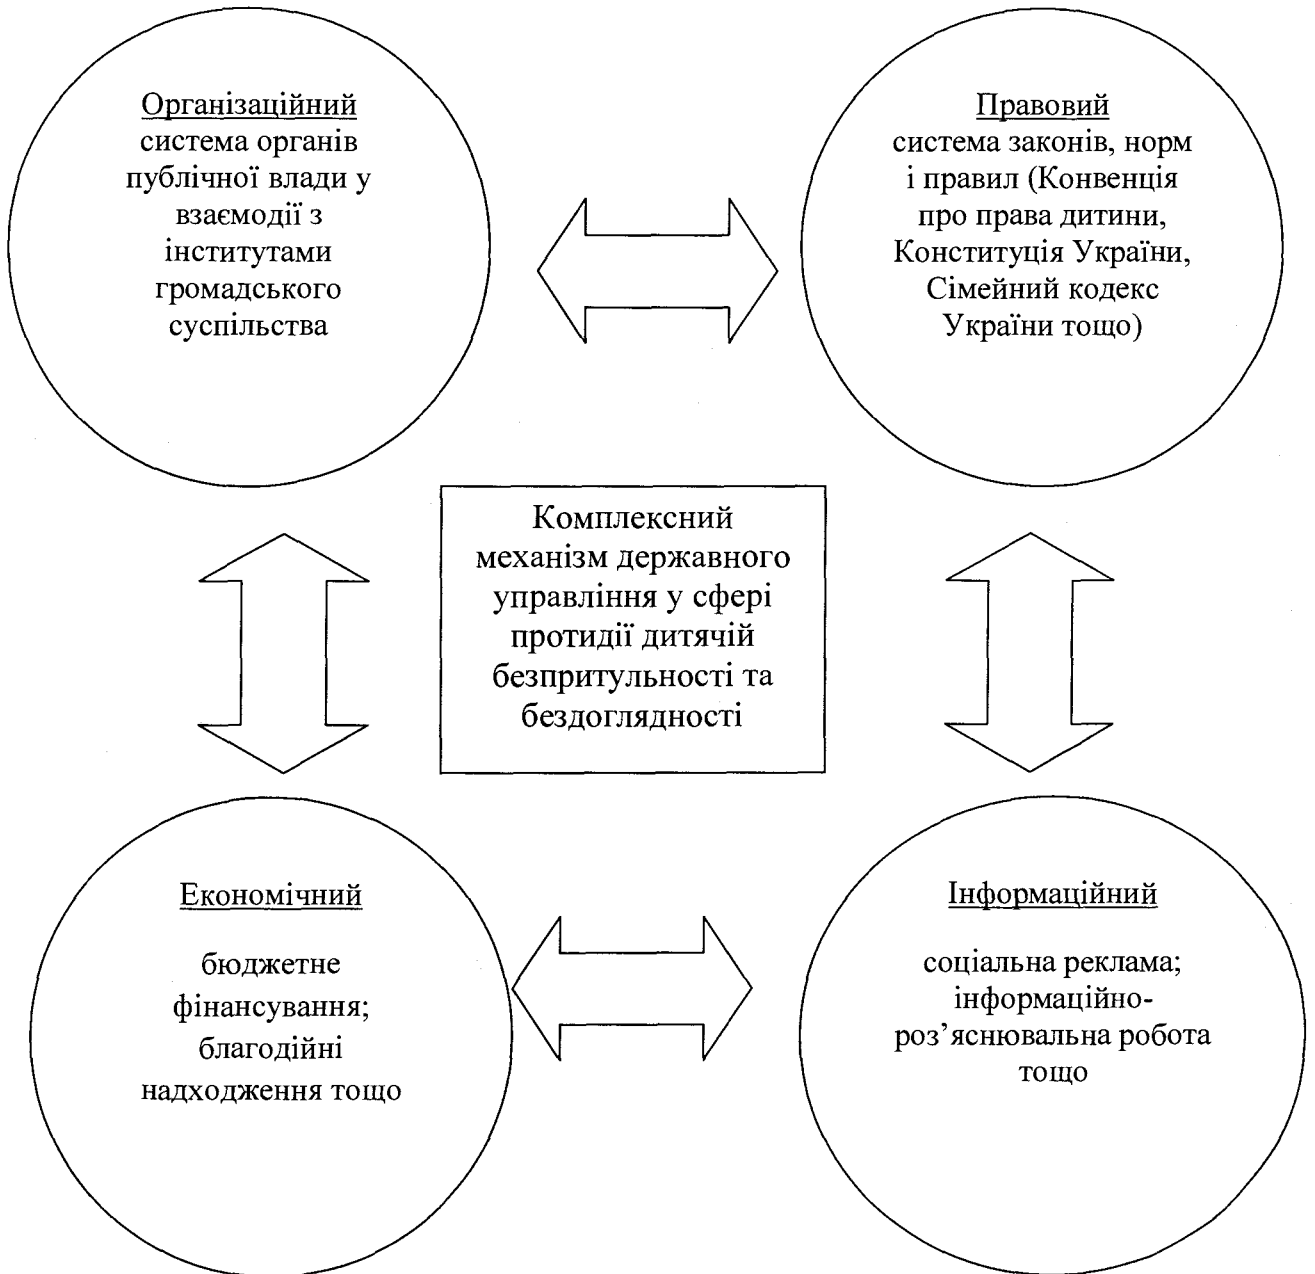 Організаційний
система органів
публічної влади у
взаємодії з
інститутами
громадського
суспільства
Правовий
система законів, норм
і правил (Конвенція
про права дитини,
Конституція України,
Сімейний кодекс
України тощо)
Комплексний
механізм державного
управління у сфері
протидії дитячій
безпритульності та
бездоглядності
Економічний
бюджетне
фінансування;
благодійні
надходження тощо
Інформаційний
соціальна реклама;
інформаційно-
роз’яснювальна робота
тощо